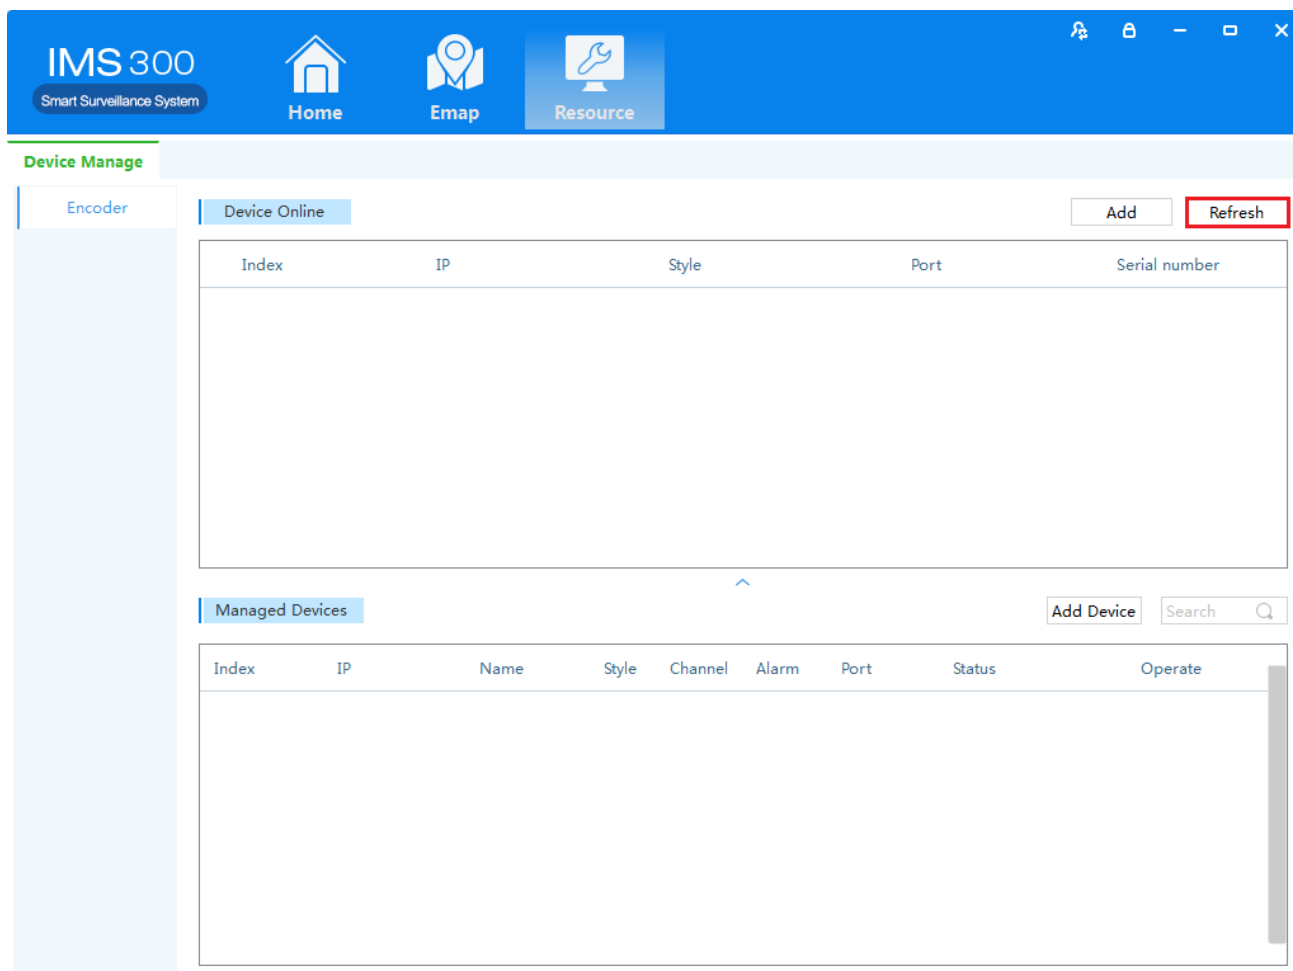 IMS 300
Smart Surveillance System
Home Emap Resource
Device Manage
Encoder
Device Online Add Refresh
Index IP Style Port Serial number
Managed Devices Add Device Search
Index IP Name Style Channel Alarm Port Status Operate